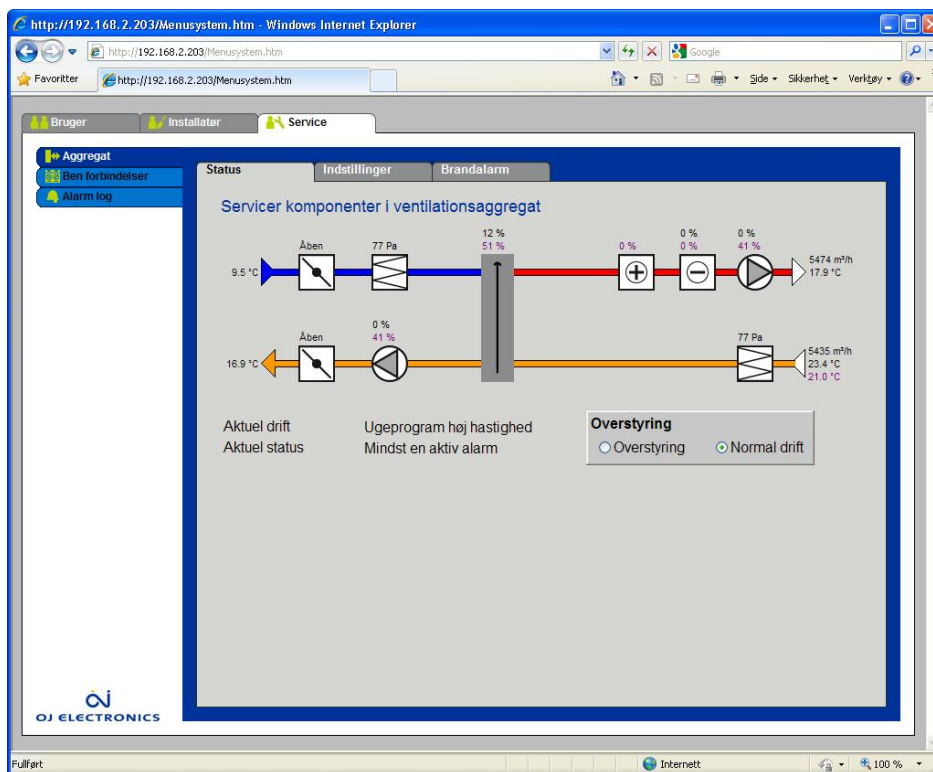 http://192.168.2.203/Menusystem.htm - Windows Internet Explorer
http://192.168.2.203/Menusystem.htm
Google
Favoritter
http://192.168.2.203/Menusystem.htm
Side
Sikkerhet
Verktøy
Bruger
Installatør
Service
Aggregat
Ben forbindelser
Alarm log
Status
Indstillinger
Brandalarm
Servicer komponenter i ventilationsaggregat
9.5 °C
Åben
77 Pa
12 %
51 %
0 %
0 %
0 %
0 %
41 %
5474 m³/h
17.9 °C
16.9 °C
Åben
0 %
41 %
77 Pa
5435 m³/h
23.4 °C
21.0 °C
Aktuel drift Ugeprogram høj hastighed
Aktuel status Mindst en aktiv alarm
Overstyring
Overstyring Normal drift
OJ ELECTRONICS
Fullført
Internett
100 %